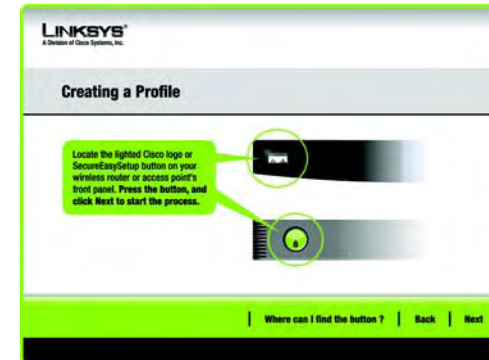 LINKSYS®
A Division of Cisco Systems, Inc.
Creating a Profile
Locate the lighted Cisco logo or
SecureEasySetup button on your
wireless router or access point's
front panel. Press the button, and
click Next to start the process.
Where can I find the button ? | Back | Next